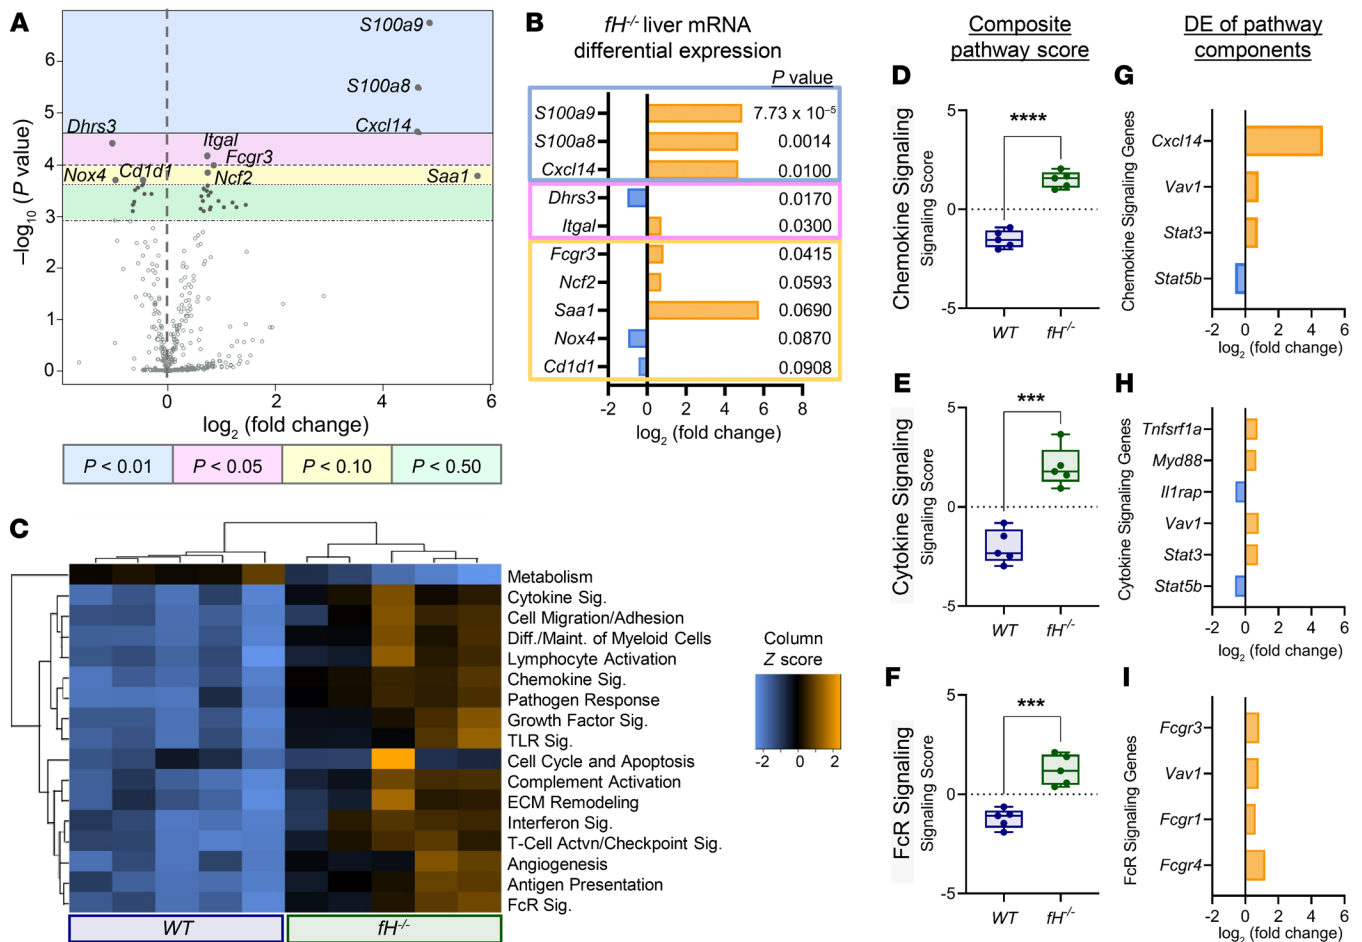 A
S100a9
S100a8
Cxcl14
Dhrs3
Itgal
Fcgr3
Nox4
Cd1d1
Ncf2
Saa1
6
5
4
3
2
1
0
−log10 (P value)
0
2
4
6
log2 (fold change)
P < 0.01
P < 0.05
P < 0.10
P < 0.50
B
fH-/- liver mRNA
differential expression
P value
S100a9
7.73 x 10–5
S100a8
0.0014
Cxcl14
0.0100
Dhrs3
0.0170
Itgal
0.0300
Fcgr3
0.0415
Ncf2
0.0593
Saa1
0.0690
Nox4
0.0870
Cd1d1
0.0908
-2 0 2 4 6 8
log2 (fold change)
C
Metabolism
Cytokine Sig.
Cell Migration/Adhesion
Diff./Maint. of Myeloid Cells
Lymphocyte Activation
Chemokine Sig.
Pathogen Response
Growth Factor Sig.
TLR Sig.
Cell Cycle and Apoptosis
Complement Activation
ECM Remodeling
Interferon Sig.
T-Cell Actvn/Checkpoint Sig.
Angiogenesis
Antigen Presentation
FcR Sig.
WT
fH-/-
Column
Z score
-2 0 2
Composite
pathway score
D
Chemokine Signaling
Signaling Score
5
0
-5
****
WT
fH-/-
E
Cytokine Signaling
Signaling Score
5
0
-5
***
WT
fH-/-
F
FcR Signaling
Signaling Score
5
0
-5
***
WT
fH-/-
DE of pathway
components
G
Chemokine Signaling Genes
Cxcl14
Vav1
Stat3
Stat5b
-2 0 2 4 6
log2 (fold change)
H
Cytokine Signaling Genes
Tnfsrf1a
Myd88
Il1rap
Vav1
Stat3
Stat5b
-2 0 2 4 6
log2 (fold change)
I
FcR Signaling Genes
Fcgr3
Vav1
Fcgr1
Fcgr4
-2 0 2 4 6
log2 (fold change)